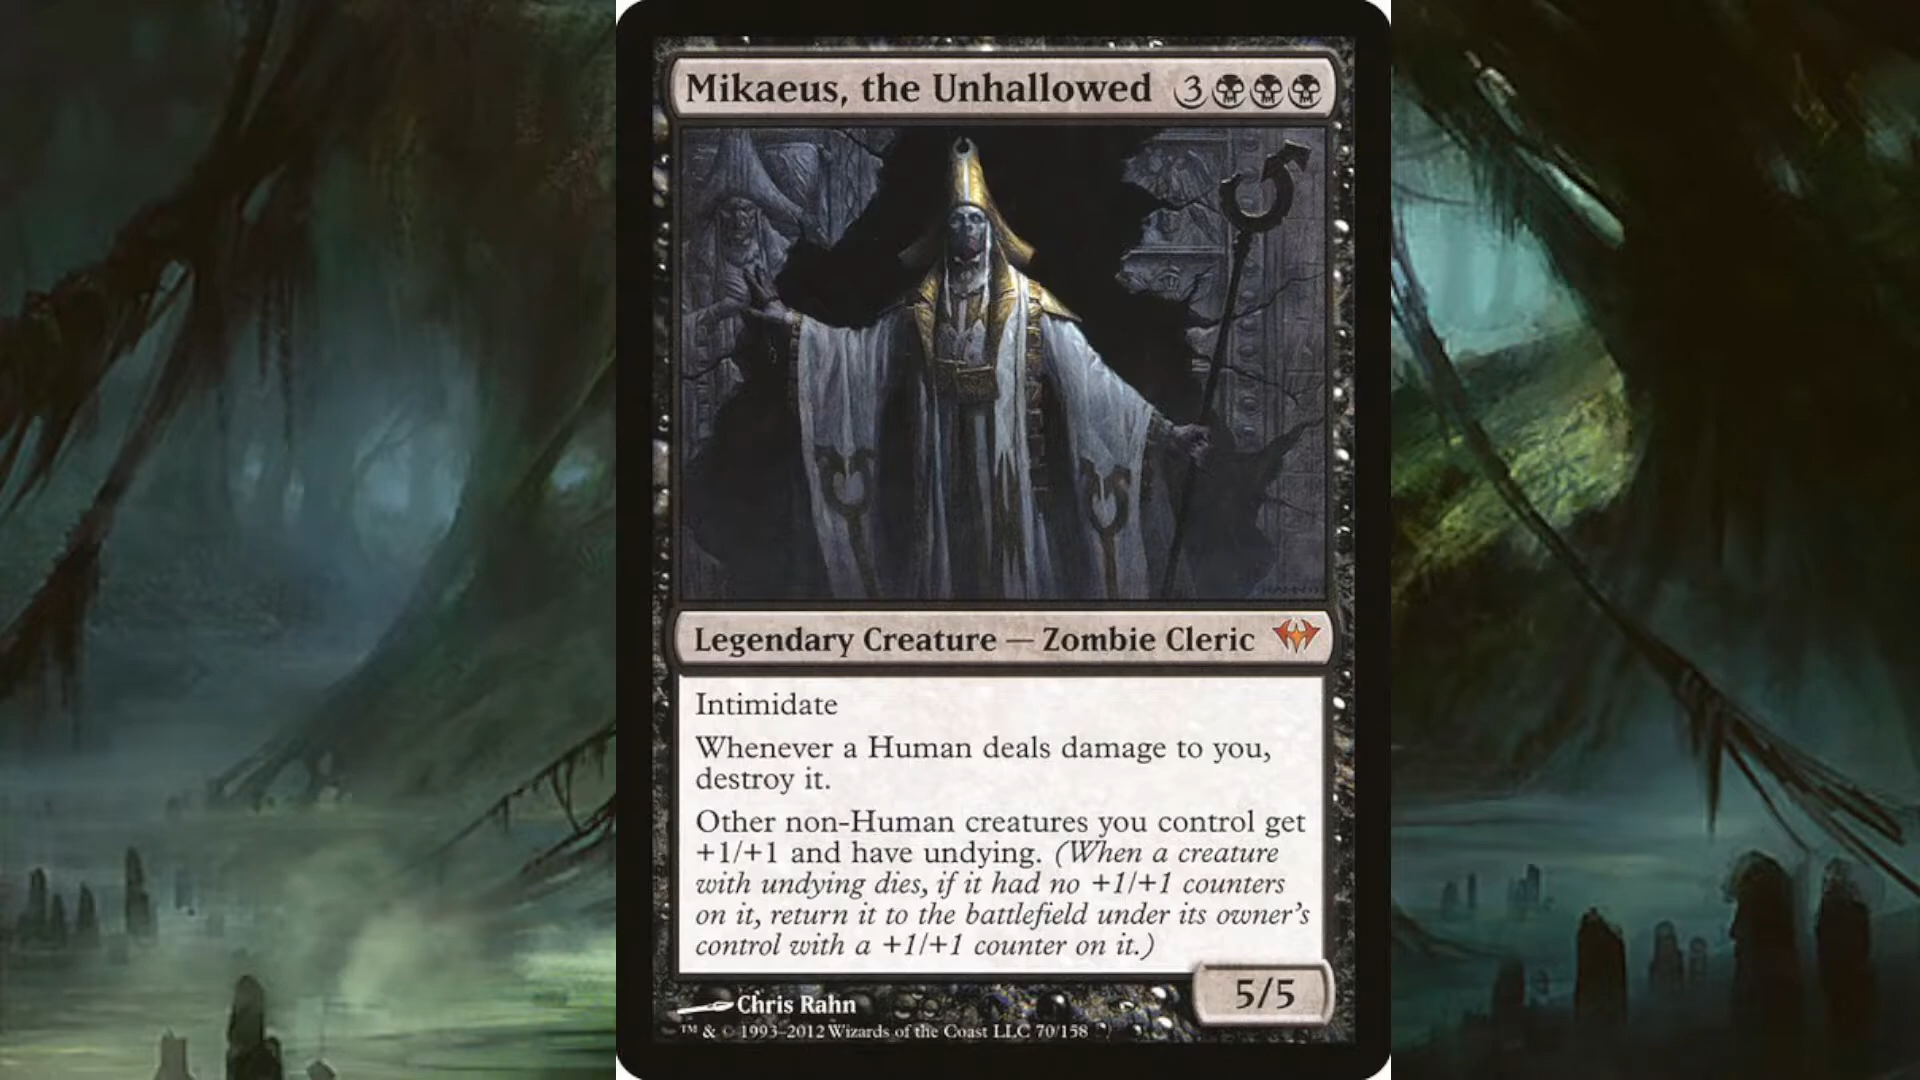 Mikaeus, the Unhallowed 3
Legendary Creature — Zombie Cleric
Intimidate
Whenever a Human deals damage to you,
destroy it.
Other non-Human creatures you control get
+1/+1 and have undying. (When a creature
with undying dies, if it had no +1/+1 counters
on it, return it to the battlefield under its owner's
control with a +1/+1 counter on it.)
5/5
Chris Rahn
™ & © 1993–2012 Wizards of the Coast LLC 70/158